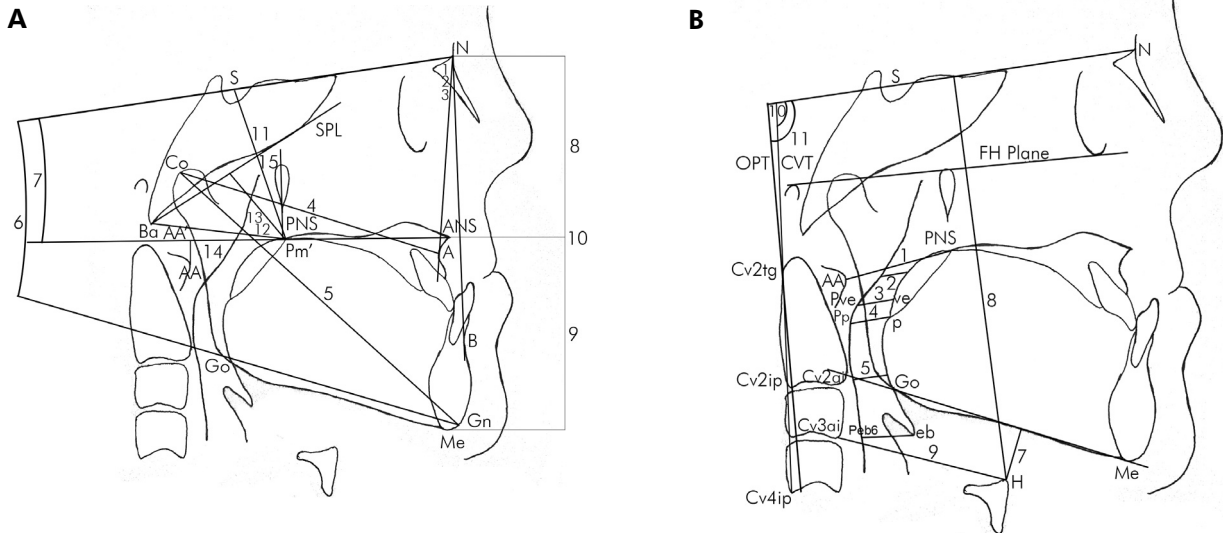 A
N
S
1
2
3
11
SPL
8
Co
15
7
4
6
13
12
PNS
ANS
10
Ba
AA'
Pm'
A
14
AA
5
B
9
Go
Gn
Me
B
N
S
10
11
OPT
CVT
FH Plane
PNS
Cv2tg
1
AA
2
3
Pve
ve
8
4
Pp
p
5
Cv2ip
Cv2ai
Go
Cv3ai
Peb
6
eb
9
7
Me
H
Cv4ip